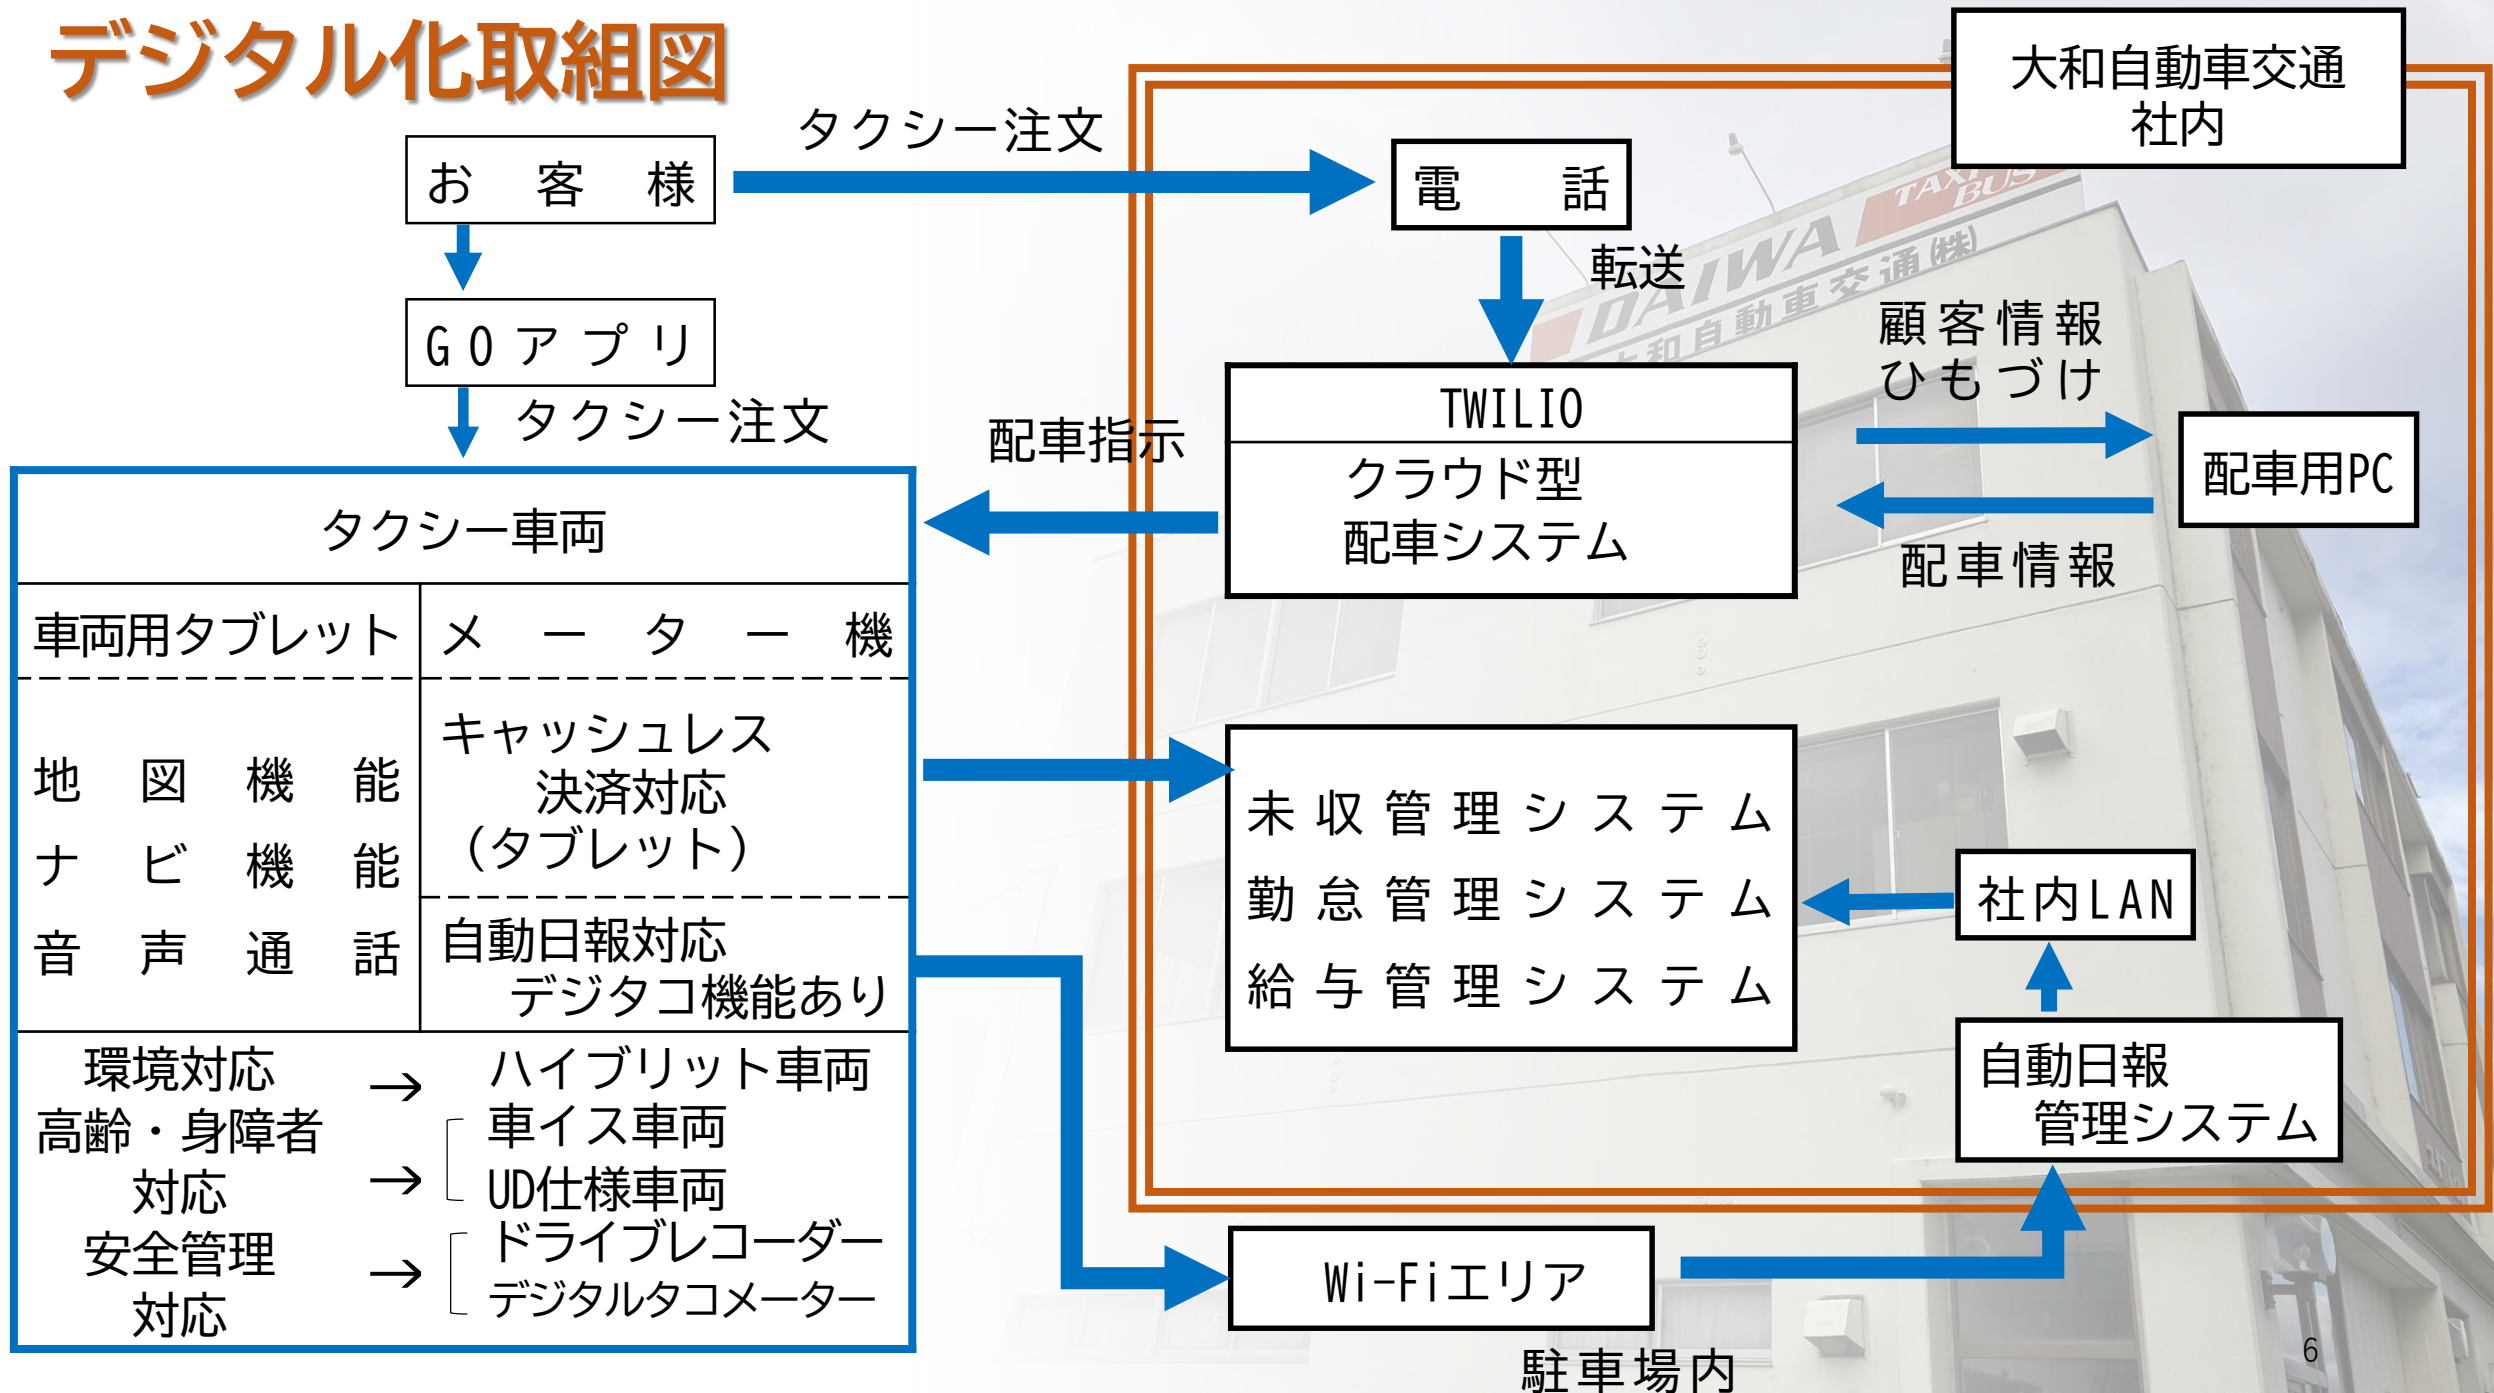 デジタル化取組図
大和自動車交通
社内
タクシー注文
お客様
電話
転送
GOアプリ
タクシー注文
TAXI
BUS
DAIWA
大和自動車交通(株)
顧客情報
ひもづけ
TWILIO
クラウド型
配車システム
配車指示
配車用PC
配車情報
タクシー車両
車両用タブレット
メーター機
地図機能
ナビ機能
音声通話
キャッシュレス
決済対応
（タブレット）
自動日報対応
デジタコ機能あり
環境対応
→
ハイブリット車両
高齢・身障者
対応
→
車イス車両
UD仕様車両
安全管理
対応
→
ドライブレコーダー
デジタルタコメーター
未収管理システム
勤怠管理システム
給与管理システム
社内LAN
自動日報
管理システム
Wi-Fiエリア
駐車場内
6